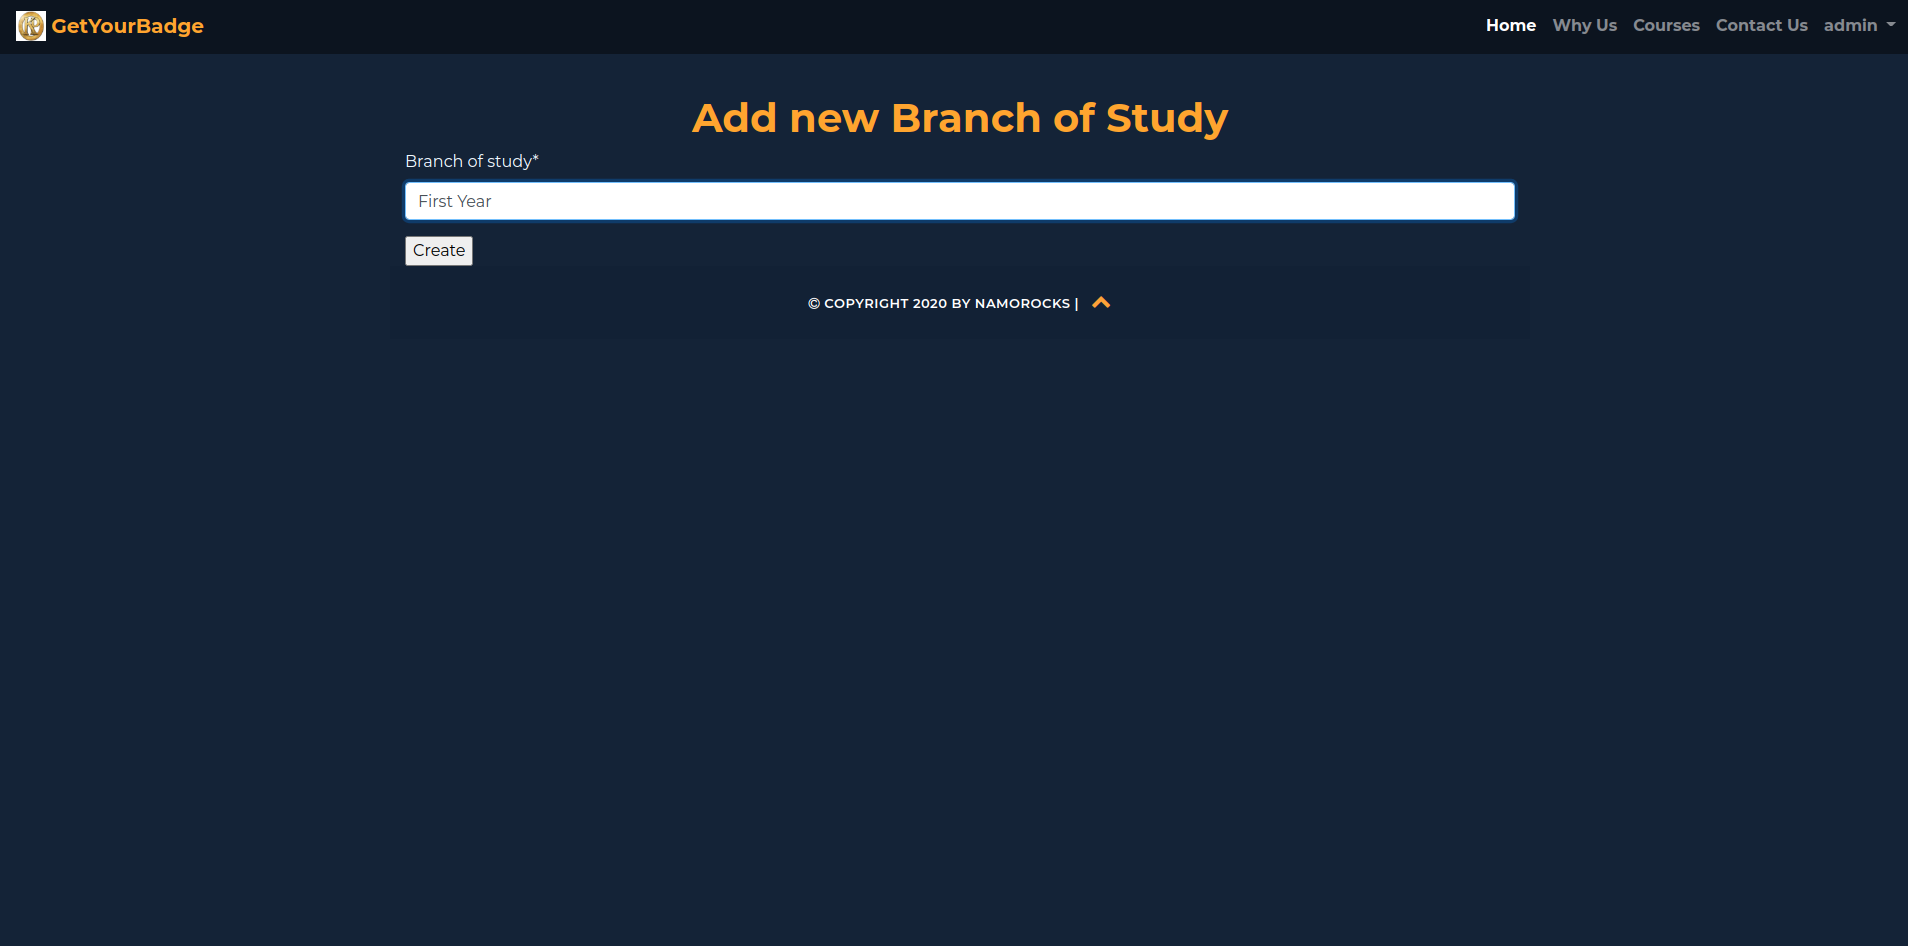 GetYourBadge
Home Why Us Courses Contact Us admin
Add new Branch of Study
Branch of study*
First Year
Create
© COPYRIGHT 2020 BY NAMOROCKS |